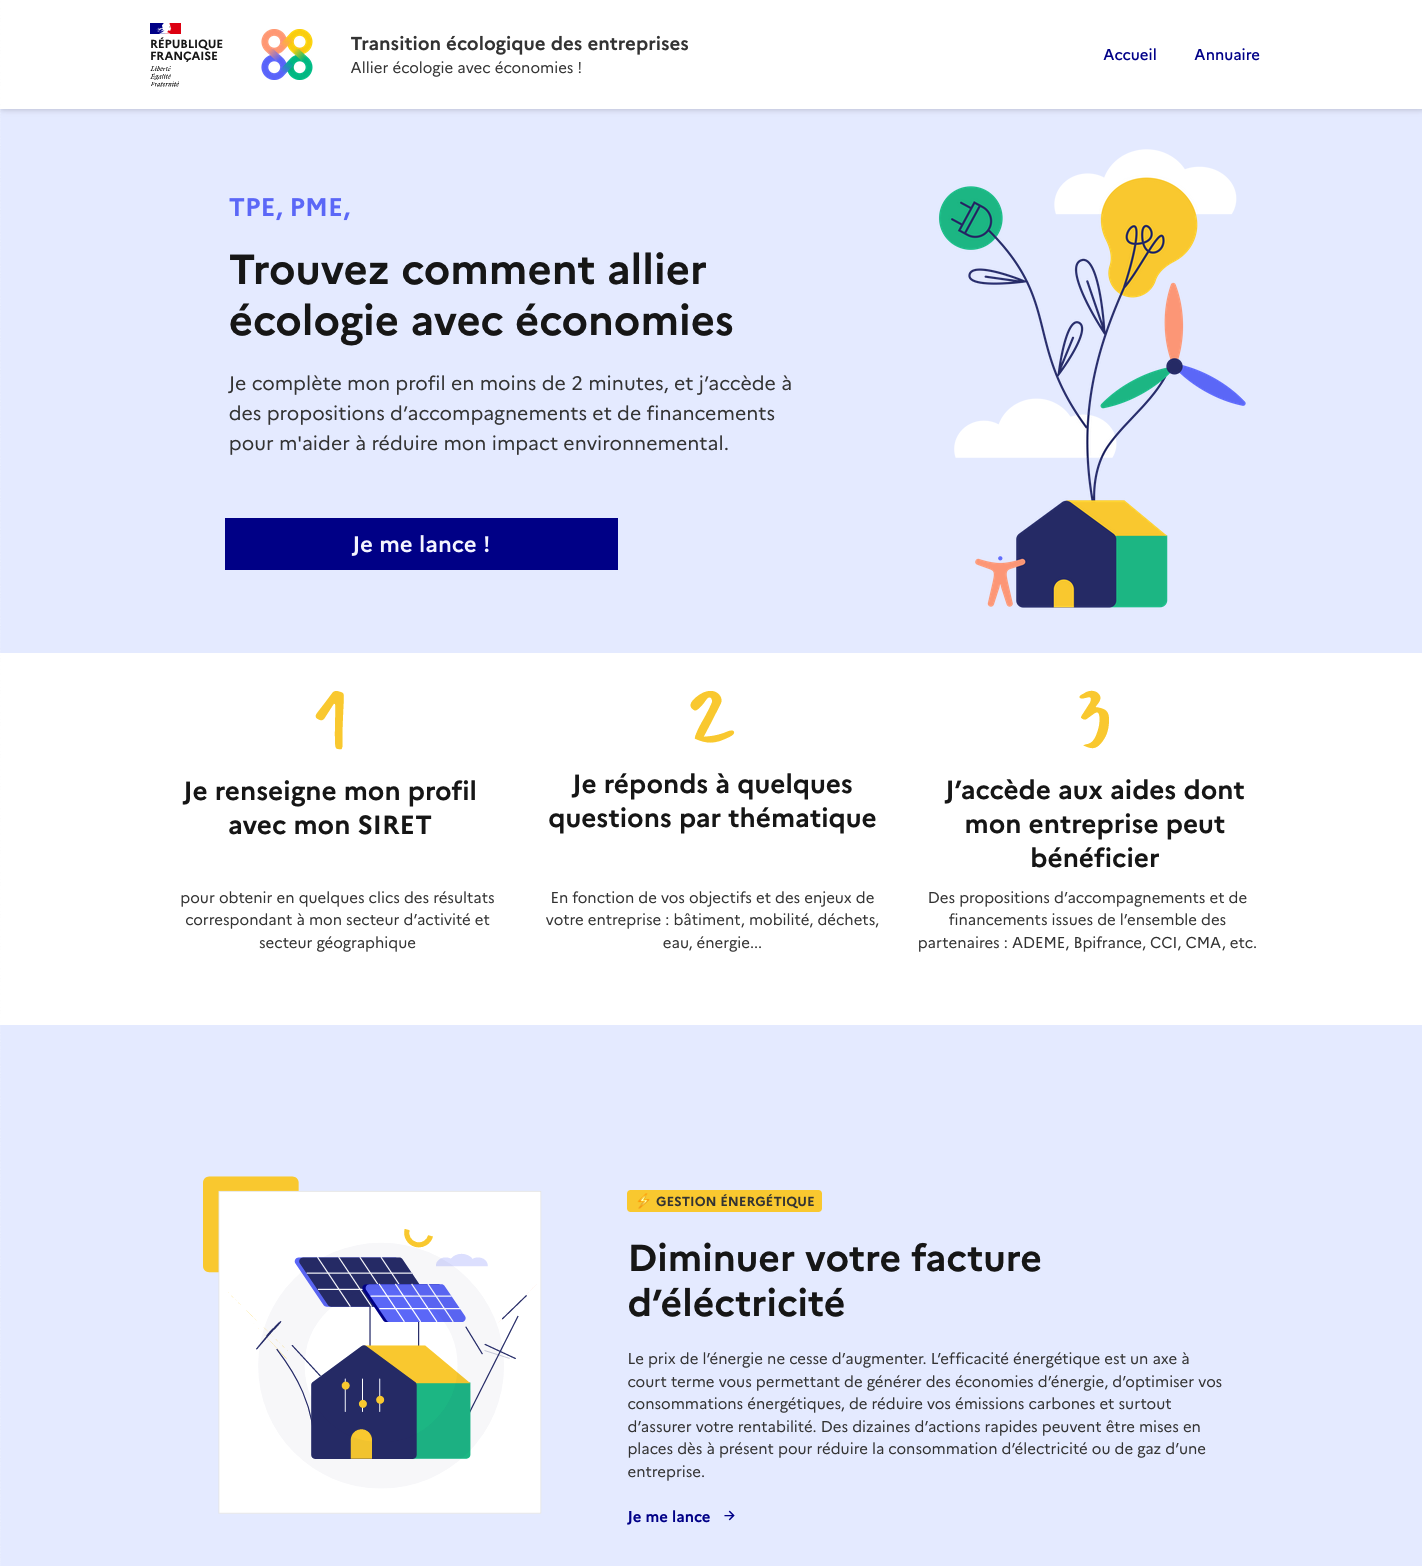 RÉPUBLIQUE
FRANÇAISE
Liberté
Égalité
Fraternité
Transition écologique des entreprises
Allier écologie avec économies !
Accueil
Annuaire
TPE, PME,
Trouvez comment allier
écologie avec économies
Je complète mon profil en moins de 2 minutes, et j’accède à
des propositions d’accompagnements et de financements
pour m'aider à réduire mon impact environnemental.
Je me lance !
1
Je renseigne mon profil
avec mon SIRET
pour obtenir en quelques clics des résultats
correspondant à mon secteur d’activité et
secteur géographique
2
Je réponds à quelques
questions par thématique
En fonction de vos objectifs et des enjeux de
votre entreprise : bâtiment, mobilité, déchets,
eau, énergie...
3
J’accède aux aides dont
mon entreprise peut
bénéficier
Des propositions d’accompagnements et de
financements issues de l’ensemble des
partenaires : ADEME, Bpifrance, CCI, CMA, etc.
⚡ GESTION ÉNERGÉTIQUE
Diminuer votre facture
d’éléctricité
Le prix de l’énergie ne cesse d’augmenter. L’efficacité énergétique est un axe à
court terme vous permettant de générer des économies d’énergie, d’optimiser vos
consommations énergétiques, de réduire vos émissions carbones et surtout
d’assurer votre rentabilité. Des dizaines d’actions rapides peuvent être mises en
places dès à présent pour réduire la consommation d’électricité ou de gaz d’une
entreprise.
Je me lance →